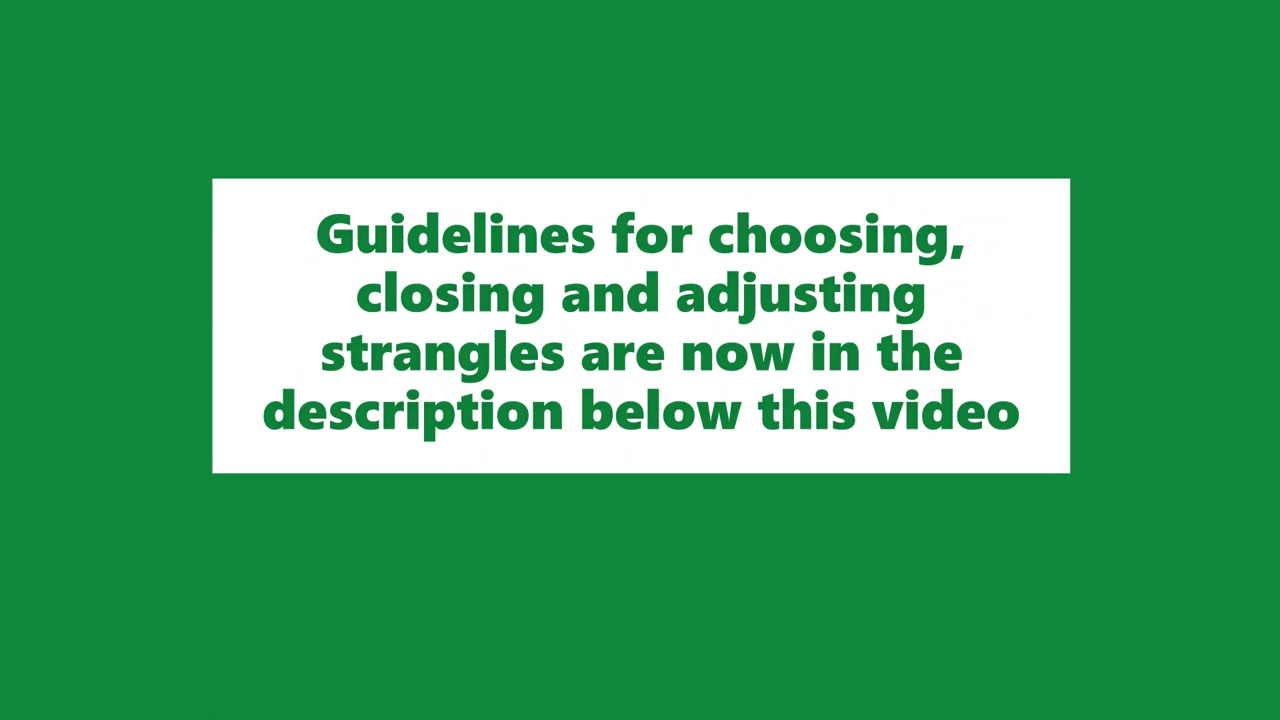 Guidelines for choosing,
closing and adjusting
strangles are now in the
description below this video